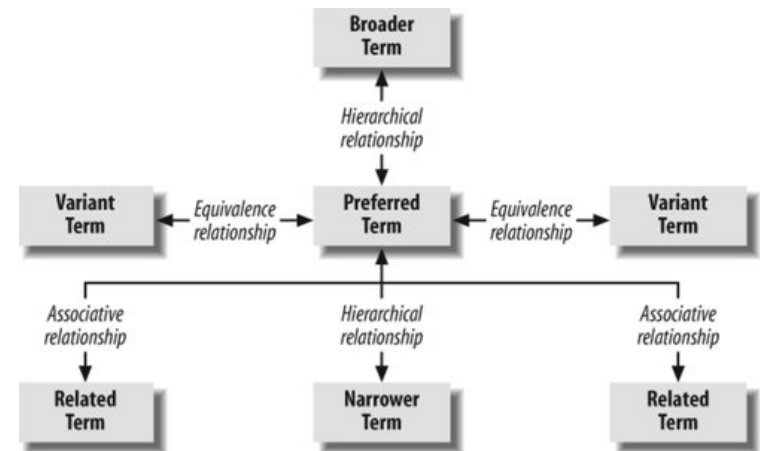 Broader
Term
Hierarchical
relationship
Variant
Term
Equivalence
relationship
Preferred
Term
Equivalence
relationship
Variant
Term
Associative
relationship
Hierarchical
relationship
Associative
relationship
Related
Term
Narrower
Term
Related
Term